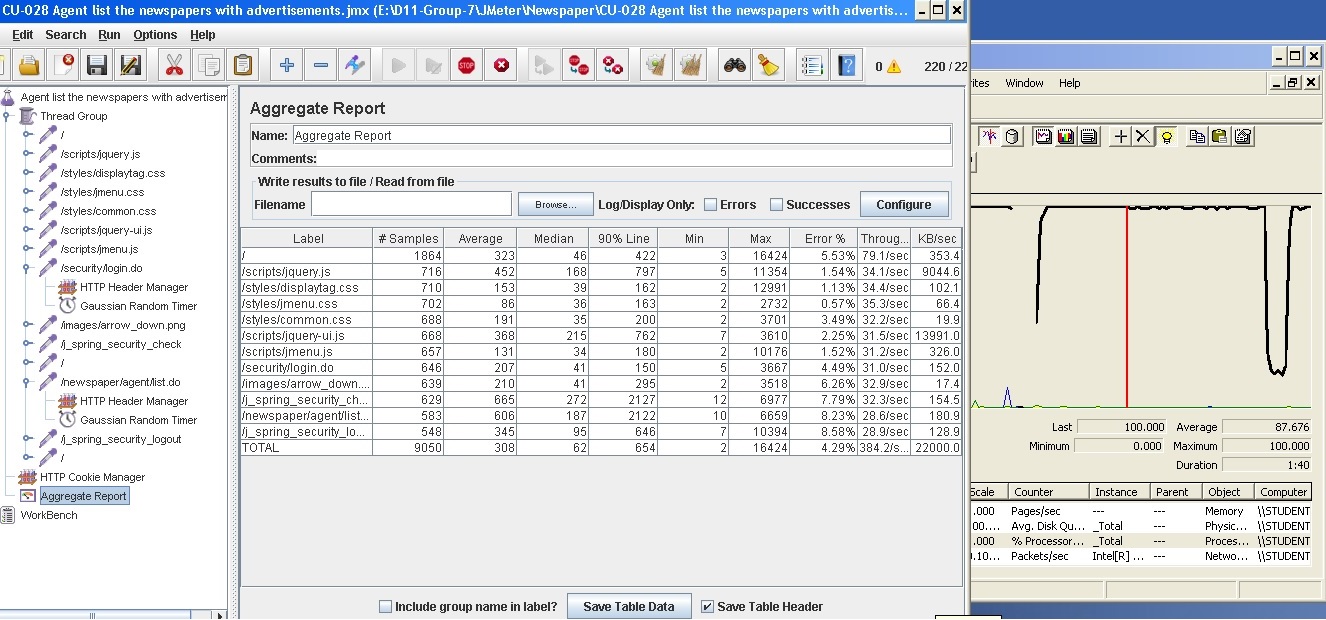 CU-028 Agent list the newspapers with advertisements.jmx (E:\D11-Group-7\JMeter\Newspaper\CU-028 Agent list the newspapers with advertis...
Edit Search Run Options Help
0 220 / 22
Agent list the newspapers with advertisem
Thread Group
/
/scripts/jquery.js
/styles/displaytag.css
/styles/jmenu.css
/styles/common.css
/scripts/jquery-ui.js
/scripts/jmenu.js
/security/login.do
HTTP Header Manager
Gaussian Random Timer
/images/arrow_down.png
/j_spring_security_check
/
/newspaper/agent/list.do
HTTP Header Manager
Gaussian Random Timer
/j_spring_security_logout
/
HTTP Cookie Manager
Aggregate Report
WorkBench
Aggregate Report
Name: Aggregate Report
Comments:
Write results to file / Read from file
Filename Browse... Log/Display Only: Errors Successes Configure
Label # Samples Average Median 90% Line Min Max Error % Throug... KB/sec
/ 1864 323 46 422 3 16424 5.53% 79.1/sec 353.4
/scripts/jquery.js 716 452 168 797 5 11354 1.54% 34.1/sec 9044.6
/styles/displaytag.css 710 153 39 162 2 12991 1.13% 34.4/sec 102.1
/styles/jmenu.css 702 86 36 163 2 2732 0.57% 35.3/sec 66.4
/styles/common.css 688 191 35 200 2 3701 3.49% 32.2/sec 19.9
/scripts/jquery-ui.js 668 368 215 762 7 3610 2.25% 31.5/sec 13991.0
/scripts/jmenu.js 657 131 34 180 2 10176 1.52% 31.2/sec 326.0
/security/login.do 646 207 41 150 5 3667 4.49% 31.0/sec 152.0
/images/arrow_down.... 639 210 41 295 2 3518 6.26% 32.9/sec 17.4
/j_spring_security_ch... 629 665 272 2127 12 6977 7.79% 32.3/sec 154.5
/newspaper/agent/list... 583 606 187 2122 10 6659 8.23% 28.6/sec 180.9
/j_spring_security_lo... 548 345 95 646 7 10394 8.58% 28.9/sec 128.9
TOTAL 9050 308 62 654 2 16424 4.29% 384.2/s... 22000.0
Include group name in label? Save Table Data Save Table Header
rites Window Help
Last 100.000 Average 87.676
Minimum 0.000 Maximum 100.000
Duration 1:40
Scale Counter Instance Parent Object Computer
.000 Pages/sec --- --- Memory \\STUDENT
00.... Avg. Disk Qu... _Total --- Physic... \\STUDENT
.000 % Processor... _Total --- Proces... \\STUDENT
0.10... Packets/sec Intel[R] ... --- Netwo... \\STUDENT